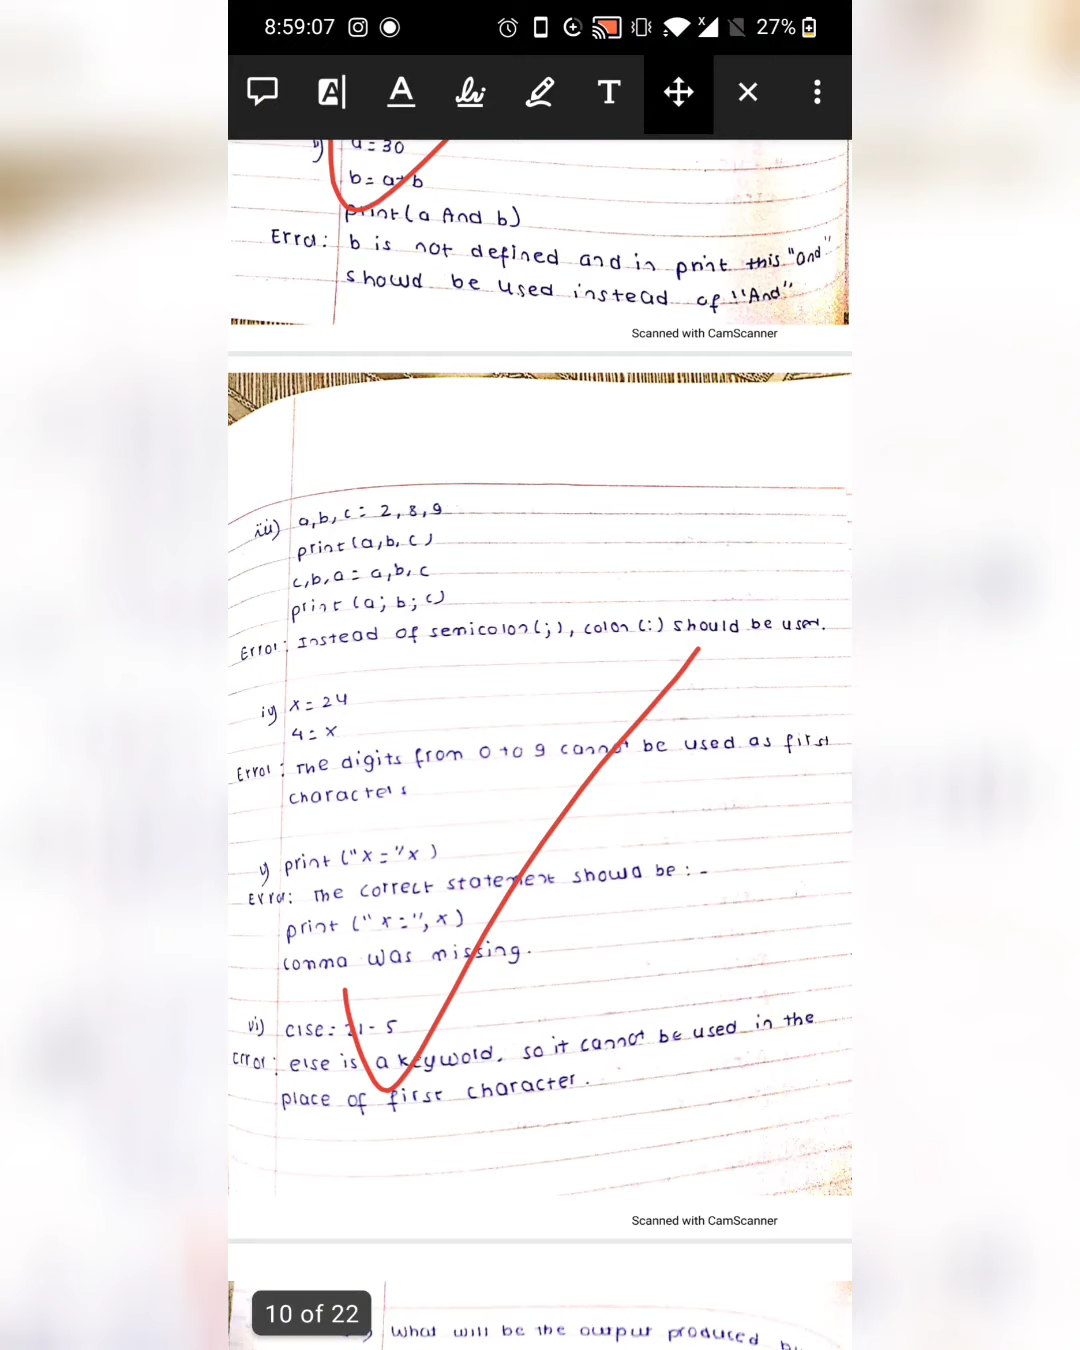 8:59:07
27%
ii) a = 30
b = a+b
print(a And b)
Error: b is not defined and in print this "and"
should be used instead of "And"
Scanned with CamScanner
iii) a,b,c = 2,8,9
print(a,b,c)
c,b,a = a,b,c
print(a;b;c)
Error: Instead of semicolon(;), colon(:) should be used.
iv) x = 24
4 = x
Error: The digits from 0 to 9 cannot be used as first
characters
v) print("x="x)
Error: The correct statement should be :-
print("x=",x)
comma was missing.
vi) else = 21-5
Error: else is a keyword, so it cannot be used in the
place of first character.
Scanned with CamScanner
10 of 22
What will be the output produced